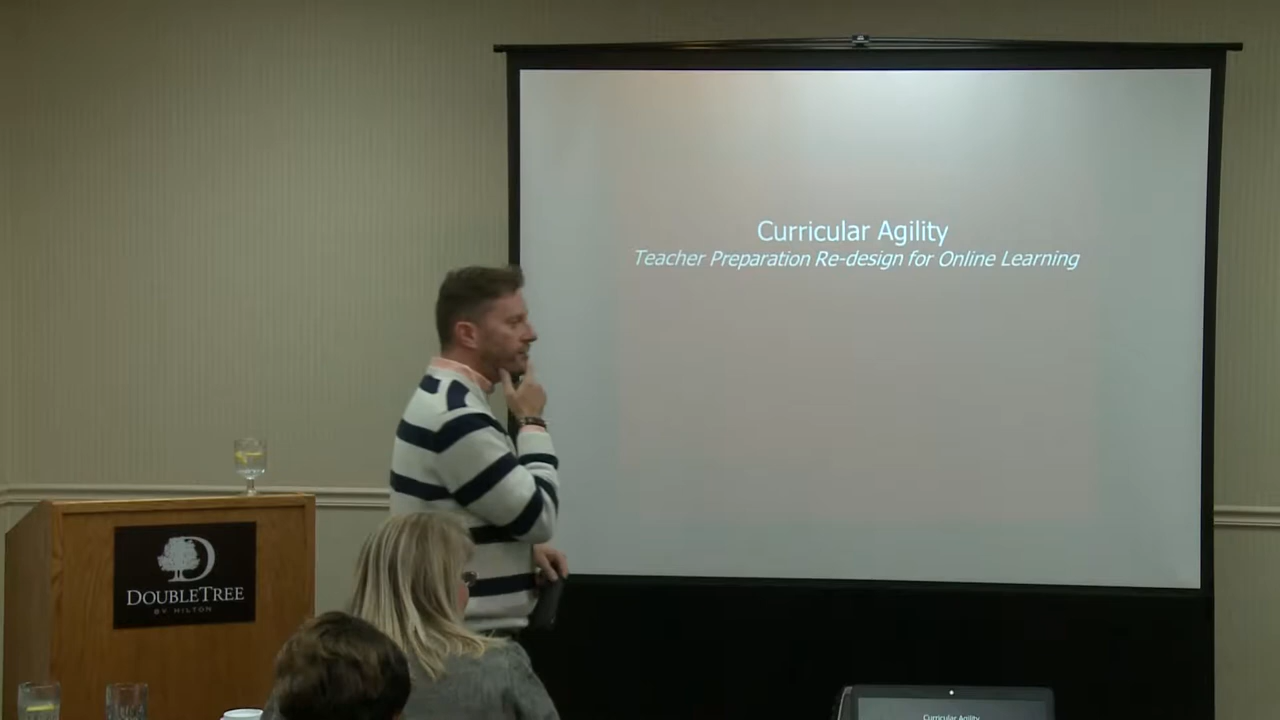 Curricular Agility
Teacher Preparation Re-design for Online Learning
D
DOUBLETREE
BY HILTON
Curricular Agility